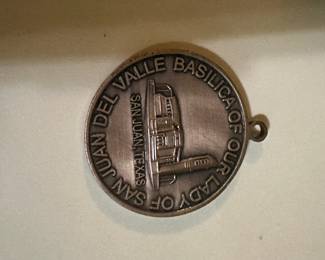 BASILICA OF OUR LADY OF SAN JUAN DEL VALLE
SAN JUAN, TEXAS